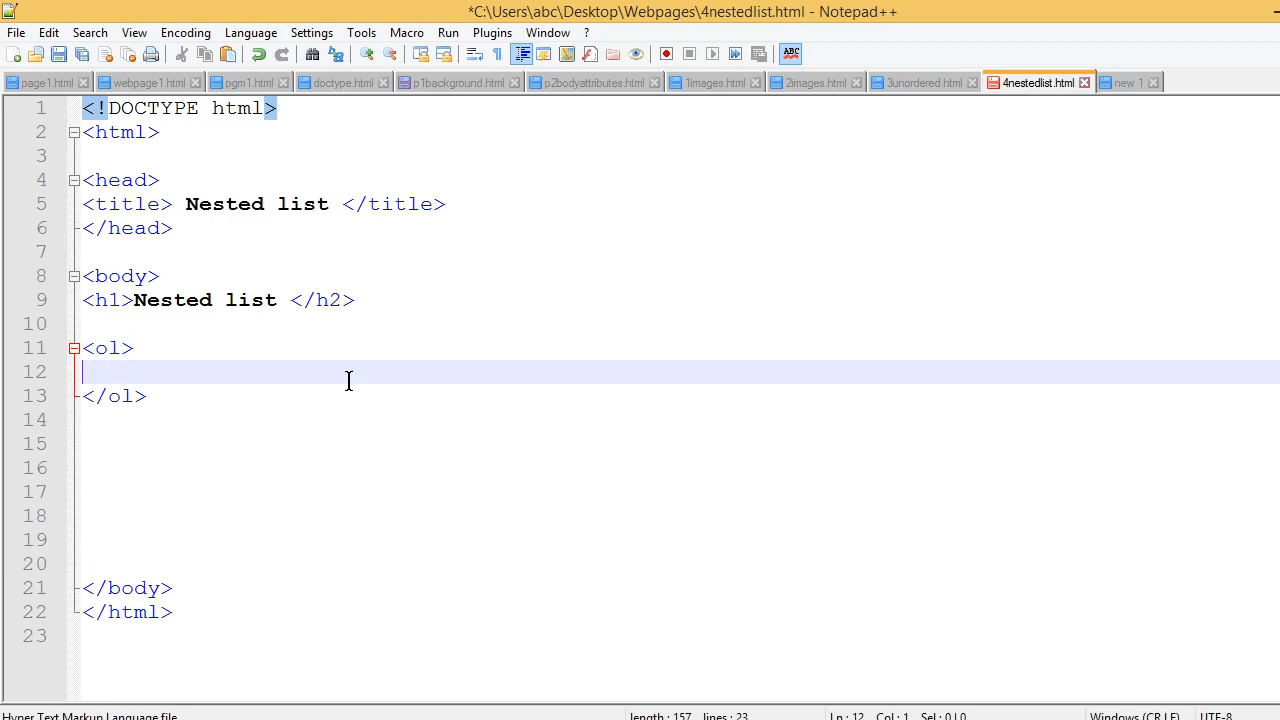 *C:\Users\abc\Desktop\Webpages\4nestedlist.html - Notepad++
File Edit Search View Encoding Language Settings Tools Macro Run Plugins Window ?
ABC
page1.html webpage1.html pgm1.html doctype.html p1background.html p2bodyattributes.html 1images.html 2images.html 3unordered.html 4nestedlist.html new 1
1 <!DOCTYPE html>
2 <html>
3
4 <head>
5 <title> Nested list </title>
6 </head>
7
8 <body>
9 <h1>Nested list </h2>
10
11 <ol>
12
13 </ol>
14
15
16
17
18
19
20
21 </body>
22 </html>
23
Hyper Text Markup Language file length : 157 lines : 23 Ln : 12 Col : 1 Sel : 0 | 0 Windows (CR LF) UTF-8